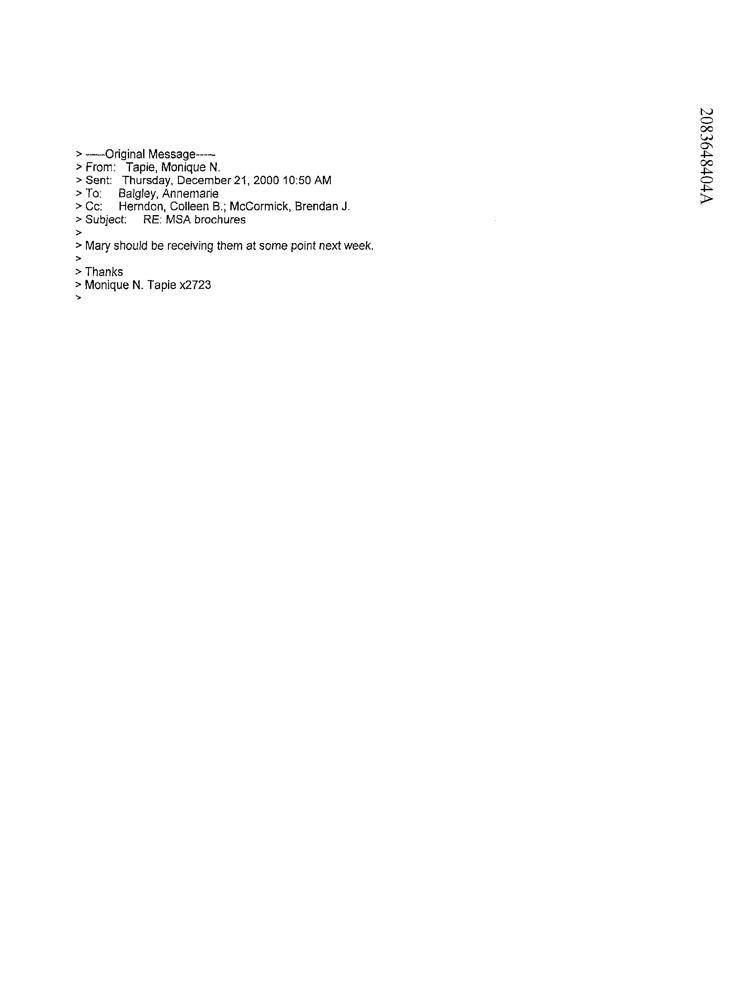 > -----Original Message-----
> From: Tapie, Monique N.
> Sent: Thursday, December 21, 2000 10:50 AM
> To: Balgley, Annemarie
> Cc: Herndon, Colleen B.; McCormick, Brendan J.
> Subject: RE: MSA brochures
>
> Mary should be receiving them at some point next week.
>
> Thanks
> Monique N. Tapie x2723
>
2083648404A